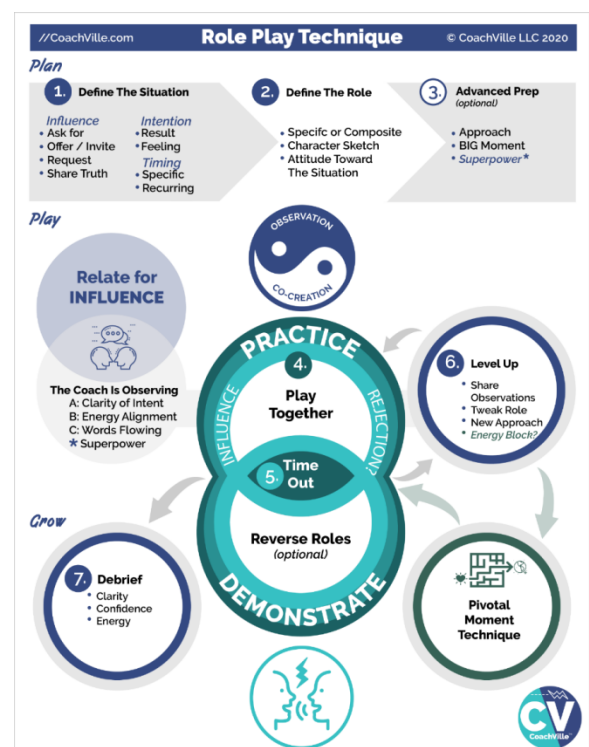 //CoachVille.com
Role Play Technique
© CoachVille LLC 2020
Plan
1. Define The Situation
Influence
• Ask for
• Offer / Invite
• Request
• Share Truth
Intention
• Result
• Feeling
Timing
• Specific
• Recurring
2. Define The Role
• Specifc or Composite
• Character Sketch
• Attitude Toward
The Situation
3. Advanced Prep
(optional)
• Approach
• BIG Moment
• Superpower*
Play
OBSERVATION
CO-CREATION
Relate for
INFLUENCE
The Coach Is Observing
A: Clarity of Intent
B: Energy Alignment
C: Words Flowing
* Superpower
PRACTICE
4.
Play
Together
INFLUENCE
REJECTION?
5. Time
Out
Reverse Roles
(optional)
DEMONSTRATE
6. Level Up
• Share
Observations
• Tweak Role
• New Approach
• Energy Block?
Grow
7. Debrief
• Clarity
• Confidence
• Energy
Pivotal
Moment
Technique
CV
CoachVille